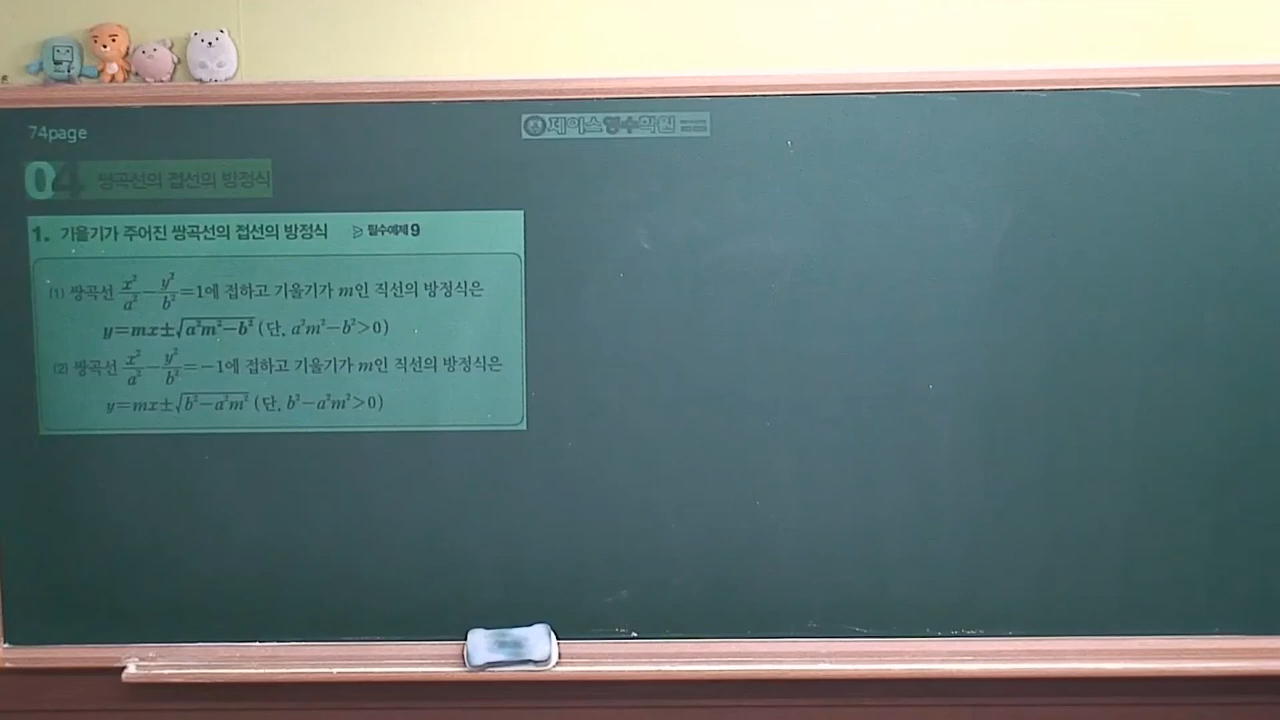 74page
제이스영수학원
04 쌍곡선의 접선의 방정식
1. 기울기가 주어진 쌍곡선의 접선의 방정식 ▷ 필수예제 9
(1) 쌍곡선 x²/a² − y²/b² = 1에 접하고 기울기가 m인 직선의 방정식은
y=mx±√(a²m²−b²) (단, a²m²−b²>0)
(2) 쌍곡선 x²/a² − y²/b² = −1에 접하고 기울기가 m인 직선의 방정식은
y=mx±√(b²−a²m²) (단, b²−a²m²>0)